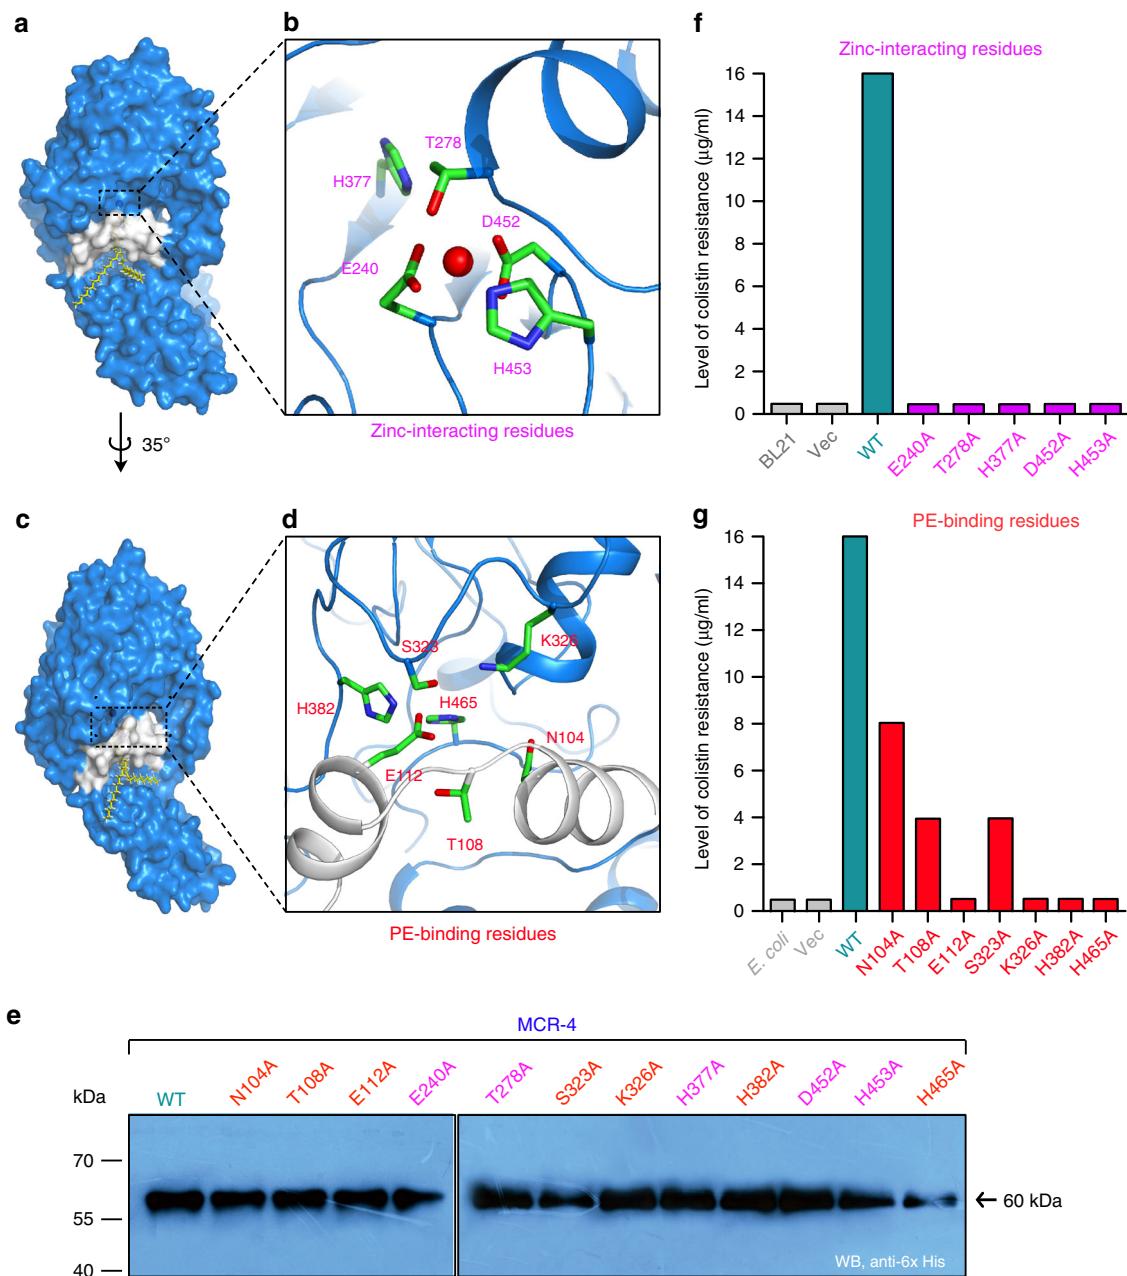 a
b
T278
H377
D452
E240
H453
Zinc-interacting residues
35°
c
d
S323
K326
H382
H465
N104
E112
T108
PE-binding residues
f
Zinc-interacting residues
Level of colistin resistance (μg/ml)
16
14
12
10
8
6
4
2
0
BL21
Vec
WT
E240A
T278A
H377A
D452A
H453A
g
PE-binding residues
Level of colistin resistance (μg/ml)
16
14
12
10
8
6
4
2
0
E. coli
Vec
WT
N104A
T108A
E112A
S323A
K326A
H382A
H465A
e
MCR-4
kDa
WT
N104A
T108A
E112A
E240A
T278A
S323A
K326A
H377A
H382A
D452A
H453A
H465A
70
55
40
60 kDa
WB, anti-6x His